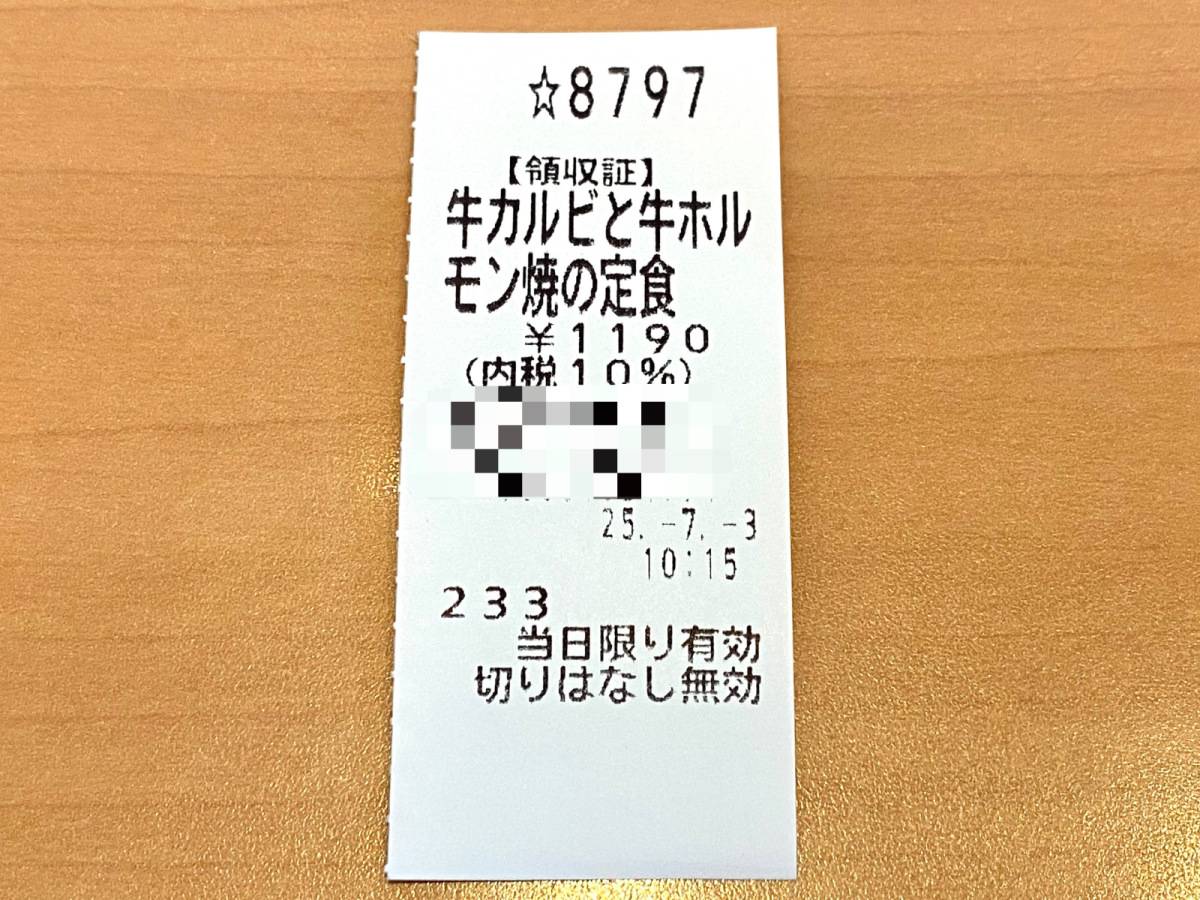 ☆8797
【領収証】
牛カルビと牛ホル
モン焼の定食
¥1190
(内税10%)
25.-7.-3
10:15
233
当日限り有効
切りはなし無効